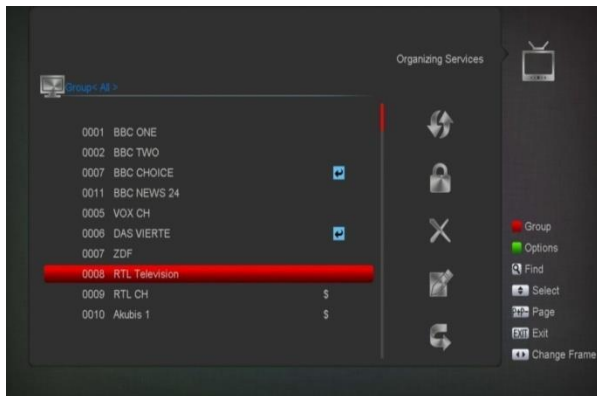 Organizing Services
Group< All >
0001 BBC ONE
0002 BBC TWO
0007 BBC CHOICE
0011 BBC NEWS 24
0005 VOX CH
0006 DAS VIERTE
0007 ZDF
0008 RTL Television
0009 RTL CH $
0010 Akubis 1 $
Group
Options
Find
Select
P+P- Page
EXIT Exit
Change Frame